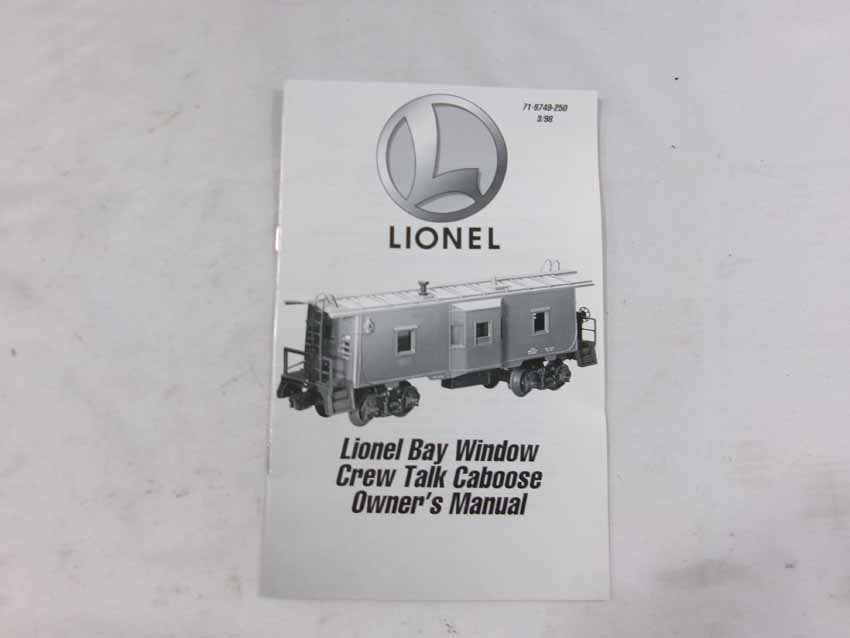 71-9749-250
3/98
LIONEL
Lionel Bay Window
Crew Talk Caboose
Owner's Manual